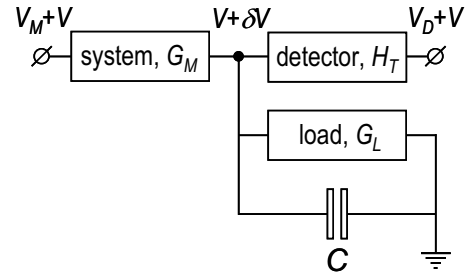 V_M+V V+δV V_D+V
system, G_M detector, H_T
load, G_L
C